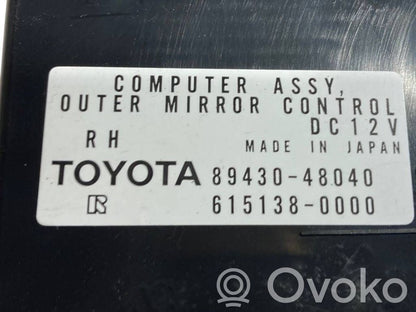 COMPUTER ASSY,
OUTER MIRROR CONTROL
DC12V
RH
MADE IN JAPAN
TOYOTA 89430-48040
R 615138-0000
Ovoko